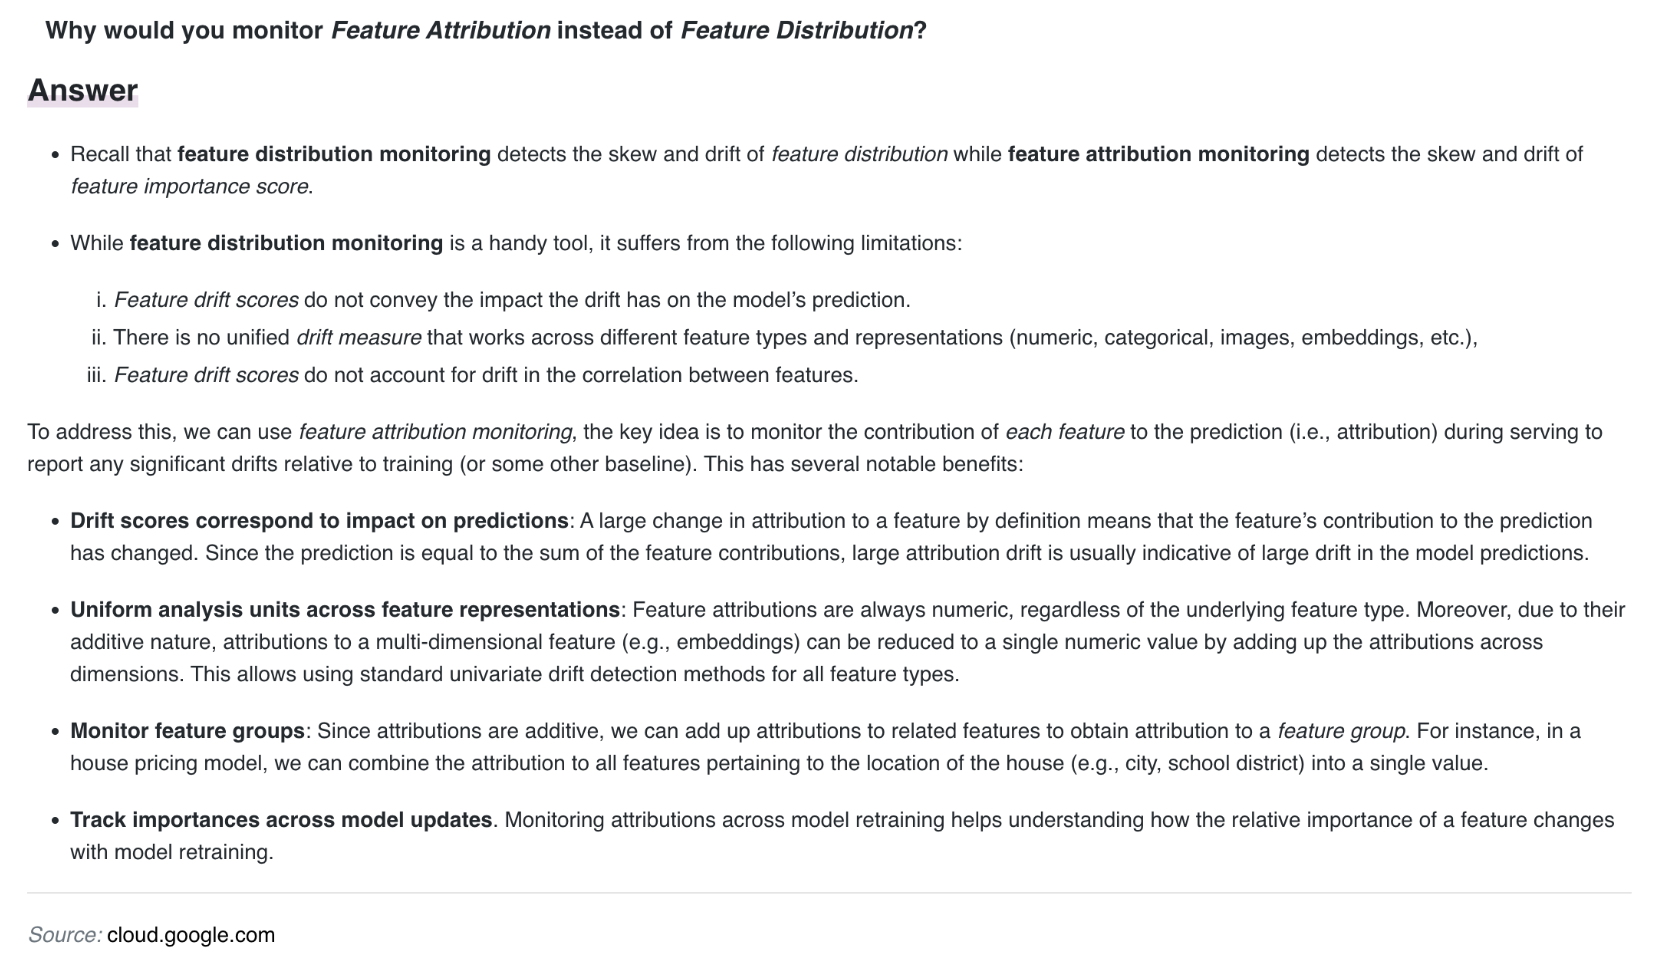 Why would you monitor Feature Attribution instead of Feature Distribution?
Answer
• Recall that feature distribution monitoring detects the skew and drift of feature distribution while feature attribution monitoring detects the skew and drift of
feature importance score.
• While feature distribution monitoring is a handy tool, it suffers from the following limitations:
i. Feature drift scores do not convey the impact the drift has on the model’s prediction.
ii. There is no unified drift measure that works across different feature types and representations (numeric, categorical, images, embeddings, etc.),
iii. Feature drift scores do not account for drift in the correlation between features.
To address this, we can use feature attribution monitoring, the key idea is to monitor the contribution of each feature to the prediction (i.e., attribution) during serving to
report any significant drifts relative to training (or some other baseline). This has several notable benefits:
• Drift scores correspond to impact on predictions: A large change in attribution to a feature by definition means that the feature’s contribution to the prediction
has changed. Since the prediction is equal to the sum of the feature contributions, large attribution drift is usually indicative of large drift in the model predictions.
• Uniform analysis units across feature representations: Feature attributions are always numeric, regardless of the underlying feature type. Moreover, due to their
additive nature, attributions to a multi-dimensional feature (e.g., embeddings) can be reduced to a single numeric value by adding up the attributions across
dimensions. This allows using standard univariate drift detection methods for all feature types.
• Monitor feature groups: Since attributions are additive, we can add up attributions to related features to obtain attribution to a feature group. For instance, in a
house pricing model, we can combine the attribution to all features pertaining to the location of the house (e.g., city, school district) into a single value.
• Track importances across model updates. Monitoring attributions across model retraining helps understanding how the relative importance of a feature changes
with model retraining.
Source: cloud.google.com